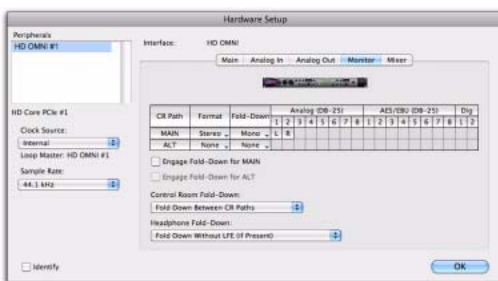 Hardware Setup
Peripherals
HD OMNI #1
Interface: HD OMNI
Main Analog In Analog Out Monitor Mixer
HD Core PCIe #1
Clock Source:
Internal
Loop Master: HD OMNI #1
Sample Rate:
44.1 kHz
CR Path Format Fold-Down Analog (DB-25) AES/EBU (DB-25) Dig
1 2 3 4 5 6 7 8 1 2 3 4 5 6 7 8 1 2
MAIN Stereo Mono L R
ALT None None
Engage Fold-Down for MAIN
Engage Fold-Down for ALT
Control Room Fold-Down:
Fold Down Between CR Paths
Headphone Fold-Down:
Fold Down Without LFE (If Present)
Identify
OK